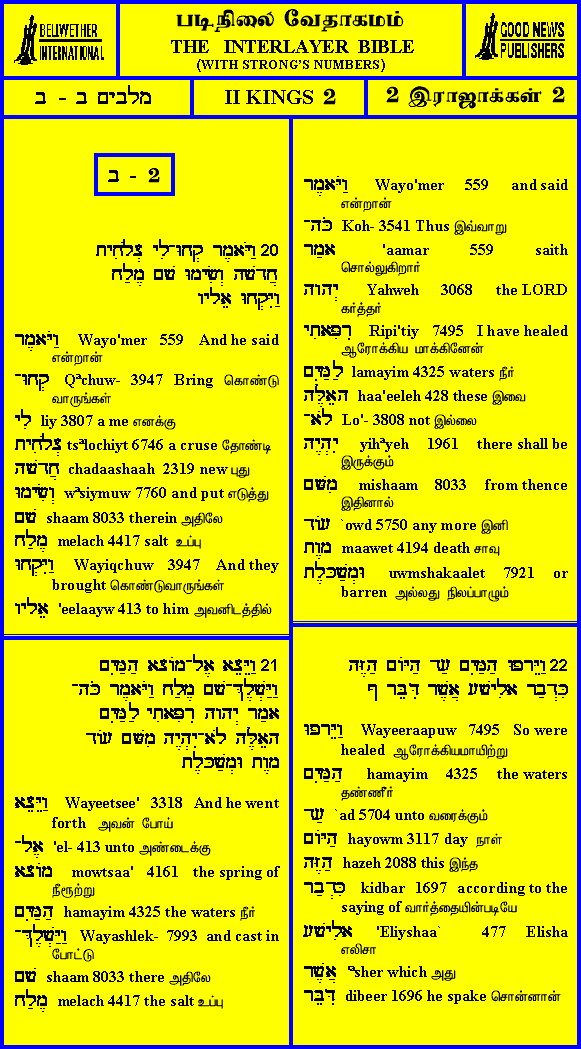 BELLWETHER
INTERNATIONAL
படிநிலை வேதாகமம்
THE INTERLAYER BIBLE
(WITH STRONG'S NUMBERS)
GOOD NEWS
PUBLISHERS
מלבים ב - ב
II KINGS 2
2 இராஜாக்கள் 2
ב - 2
20 וַיֹּאמֶר קְחוּ־לִי צְלֹחִית
חֲדָשָׁה וְשִׂימוּ שָׁם מֶלַח
וַיִּקְחוּ אֵלָיו
וַיֹּאמֶר Wayo'mer 559 And he said
என்றான்
קְחוּ־ Qªchuw- 3947 Bring கொண்டு
வாருங்கள்
לִי liy 3807 a me எனக்கு
צְלֹחִית tsªlochiyt 6746 a cruse தோண்டி
חֲדָשָׁה chadaashaah 2319 new புது
וְשִׂימוּ wªsiymuw 7760 and put எடுத்து
שָׁם shaam 8033 therein அதிலே
מֶלַח melach 4417 salt உப்பு
וַיִּקְחוּ Wayiqchuw 3947 And they
brought கொண்டுவாருங்கள்
אֵלָיו 'eelaayw 413 to him அவனிடத்தில்
21 וַיֵּצֵא אֶל־מוֹצָא הַמַּיִם
וַיַּשְׁלֶךְ־שָׁם מֶלַח וַיֹּאמֶר כֹּה־
אָמַר יְהוָה רִפִּאתִי לַמַּיִם
הָאֵלֶּה לֹא־יִהְיֶה מִשָּׁם עוֹד
מָוֶת וּמְשַׁכָּלֶת
וַיֵּצֵא Wayeetsee' 3318 And he went
forth அவன் போய்
אֶל־ 'el- 413 unto அண்டைக்கு
מוֹצָא mowtsaa' 4161 the spring of
நீரூற்று
הַמַּיִם hamayim 4325 the waters நீர்
וַיַּשְׁלֶךְ־ Wayashlek- 7993 and cast in
போட்டு
שָׁם shaam 8033 there அதிலே
מֶלַח melach 4417 the salt உப்பு
וַיֹּאמֶר Wayo'mer 559 and said
என்றான்
כֹּה־ Koh- 3541 Thus இவ்வாறு
אָמַר 'aamar 559 saith
சொல்லுகிறார்
יְהוָה Yahweh 3068 the LORD
கர்த்தர்
רִפִּאתִי Ripi'tiy 7495 I have healed
ஆரோக்கிய மாக்கினேன்
לַמַּיִם lamayim 4325 waters நீர்
הָאֵלֶּה haa'eeleh 428 these இவை
לֹא־ Lo'- 3808 not இல்லை
יִהְיֶה yihªyeh 1961 there shall be
இருக்கும்
מִשָּׁם mishaam 8033 from thence
இதினால்
עוֹד `owd 5750 any more இனி
מָוֶת maawet 4194 death சாவு
וּמְשַׁכָּלֶת uwmshakaalet 7921 or
barren அல்லது நிலப்பாழும்
22 וַיֵּרָפוּ הַמַּיִם עַד הַיּוֹם הַזֶּה
כִּדְבַר אֱלִישָׁע אֲשֶׁר דִּבֵּר ף
וַיֵּרָפוּ Wayeeraapuw 7495 So were
healed ஆரோக்கியமாயிற்று
הַמַּיִם hamayim 4325 the waters
தண்ணீர்
עַד `ad 5704 unto வரைக்கும்
הַיּוֹם hayowm 3117 day நாள்
הַזֶּה hazeh 2088 this இந்த
כִּדְבַר kidbar 1697 according to the
saying of வார்த்தையின்படியே
אֱלִישָׁע 'Eliyshaa` 477 Elisha
எலிசா
אֲשֶׁר ªsher which அது
דִּבֵּר dibeer 1696 he spake சொன்னான்